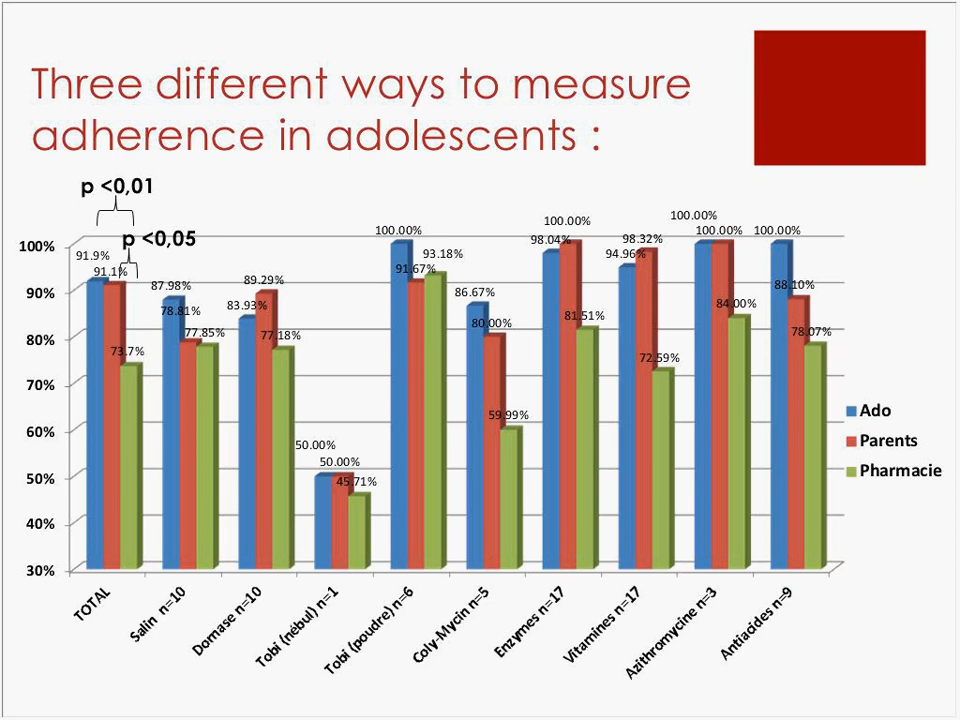 Three different ways to measure
adherence in adolescents :
p <0,01
p <0,05
100%
90%
80%
70%
60%
50%
40%
30%
91.9%
91.1%
73.7%
87.98%
78.81%
77.85%
83.93%
89.29%
77.18%
50.00%
50.00%
45.71%
100.00%
91.67%
93.18%
86.67%
80.00%
59.99%
98.04%
100.00%
81.51%
94.96%
98.32%
72.59%
100.00%
100.00%
84.00%
100.00%
88.10%
78.07%
Ado
Parents
Pharmacie
TOTAL
Salin n=10
Dornase n=10
Tobi (nébul) n=1
Tobi (poudre) n=6
Coly-Mycin n=5
Enzymes n=17
Vitamines n=17
Azithromycine n=3
Antiacides n=9